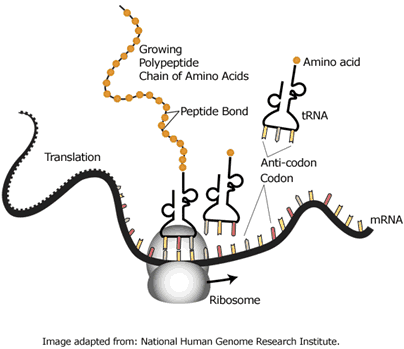 Growing
Polypeptide
Chain of Amino Acids
Amino acid
Peptide Bond
tRNA
Translation
Anti-codon
Codon
mRNA
Ribosome
Image adapted from: National Human Genome Research Institute.